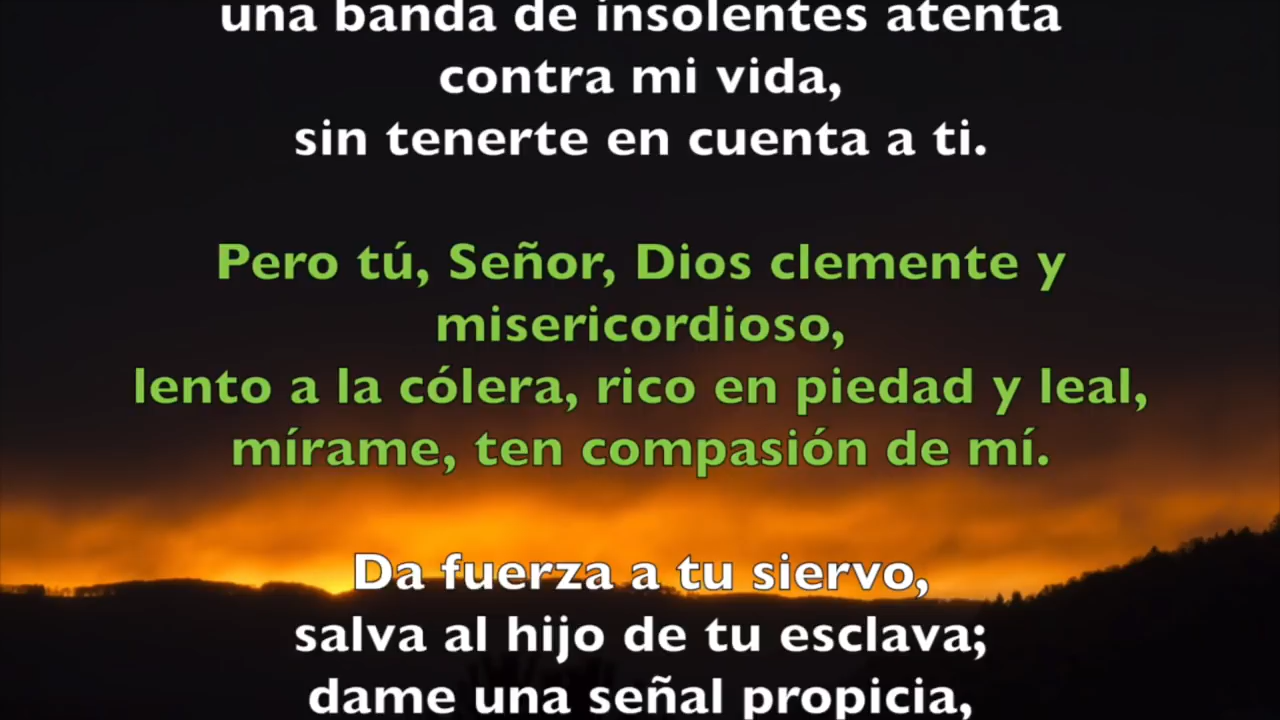 una banda de insolentes atenta
contra mi vida,
sin tenerte en cuenta a ti.
Pero tú, Señor, Dios clemente y
misericordioso,
lento a la cólera, rico en piedad y leal,
mírame, ten compasión de mí.
Da fuerza a tu siervo,
salva al hijo de tu esclava;
dame una señal propicia,